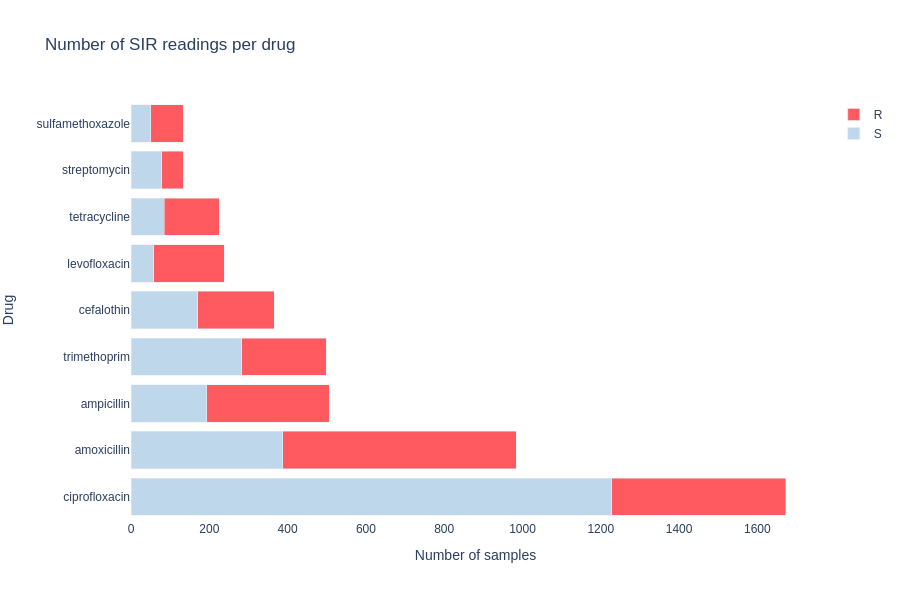 Number of SIR readings per drug
R
S
Drug
sulfamethoxazole
streptomycin
tetracycline
levofloxacin
cefalothin
trimethoprim
ampicillin
amoxicillin
ciprofloxacin
0 200 400 600 800 1000 1200 1400 1600
Number of samples